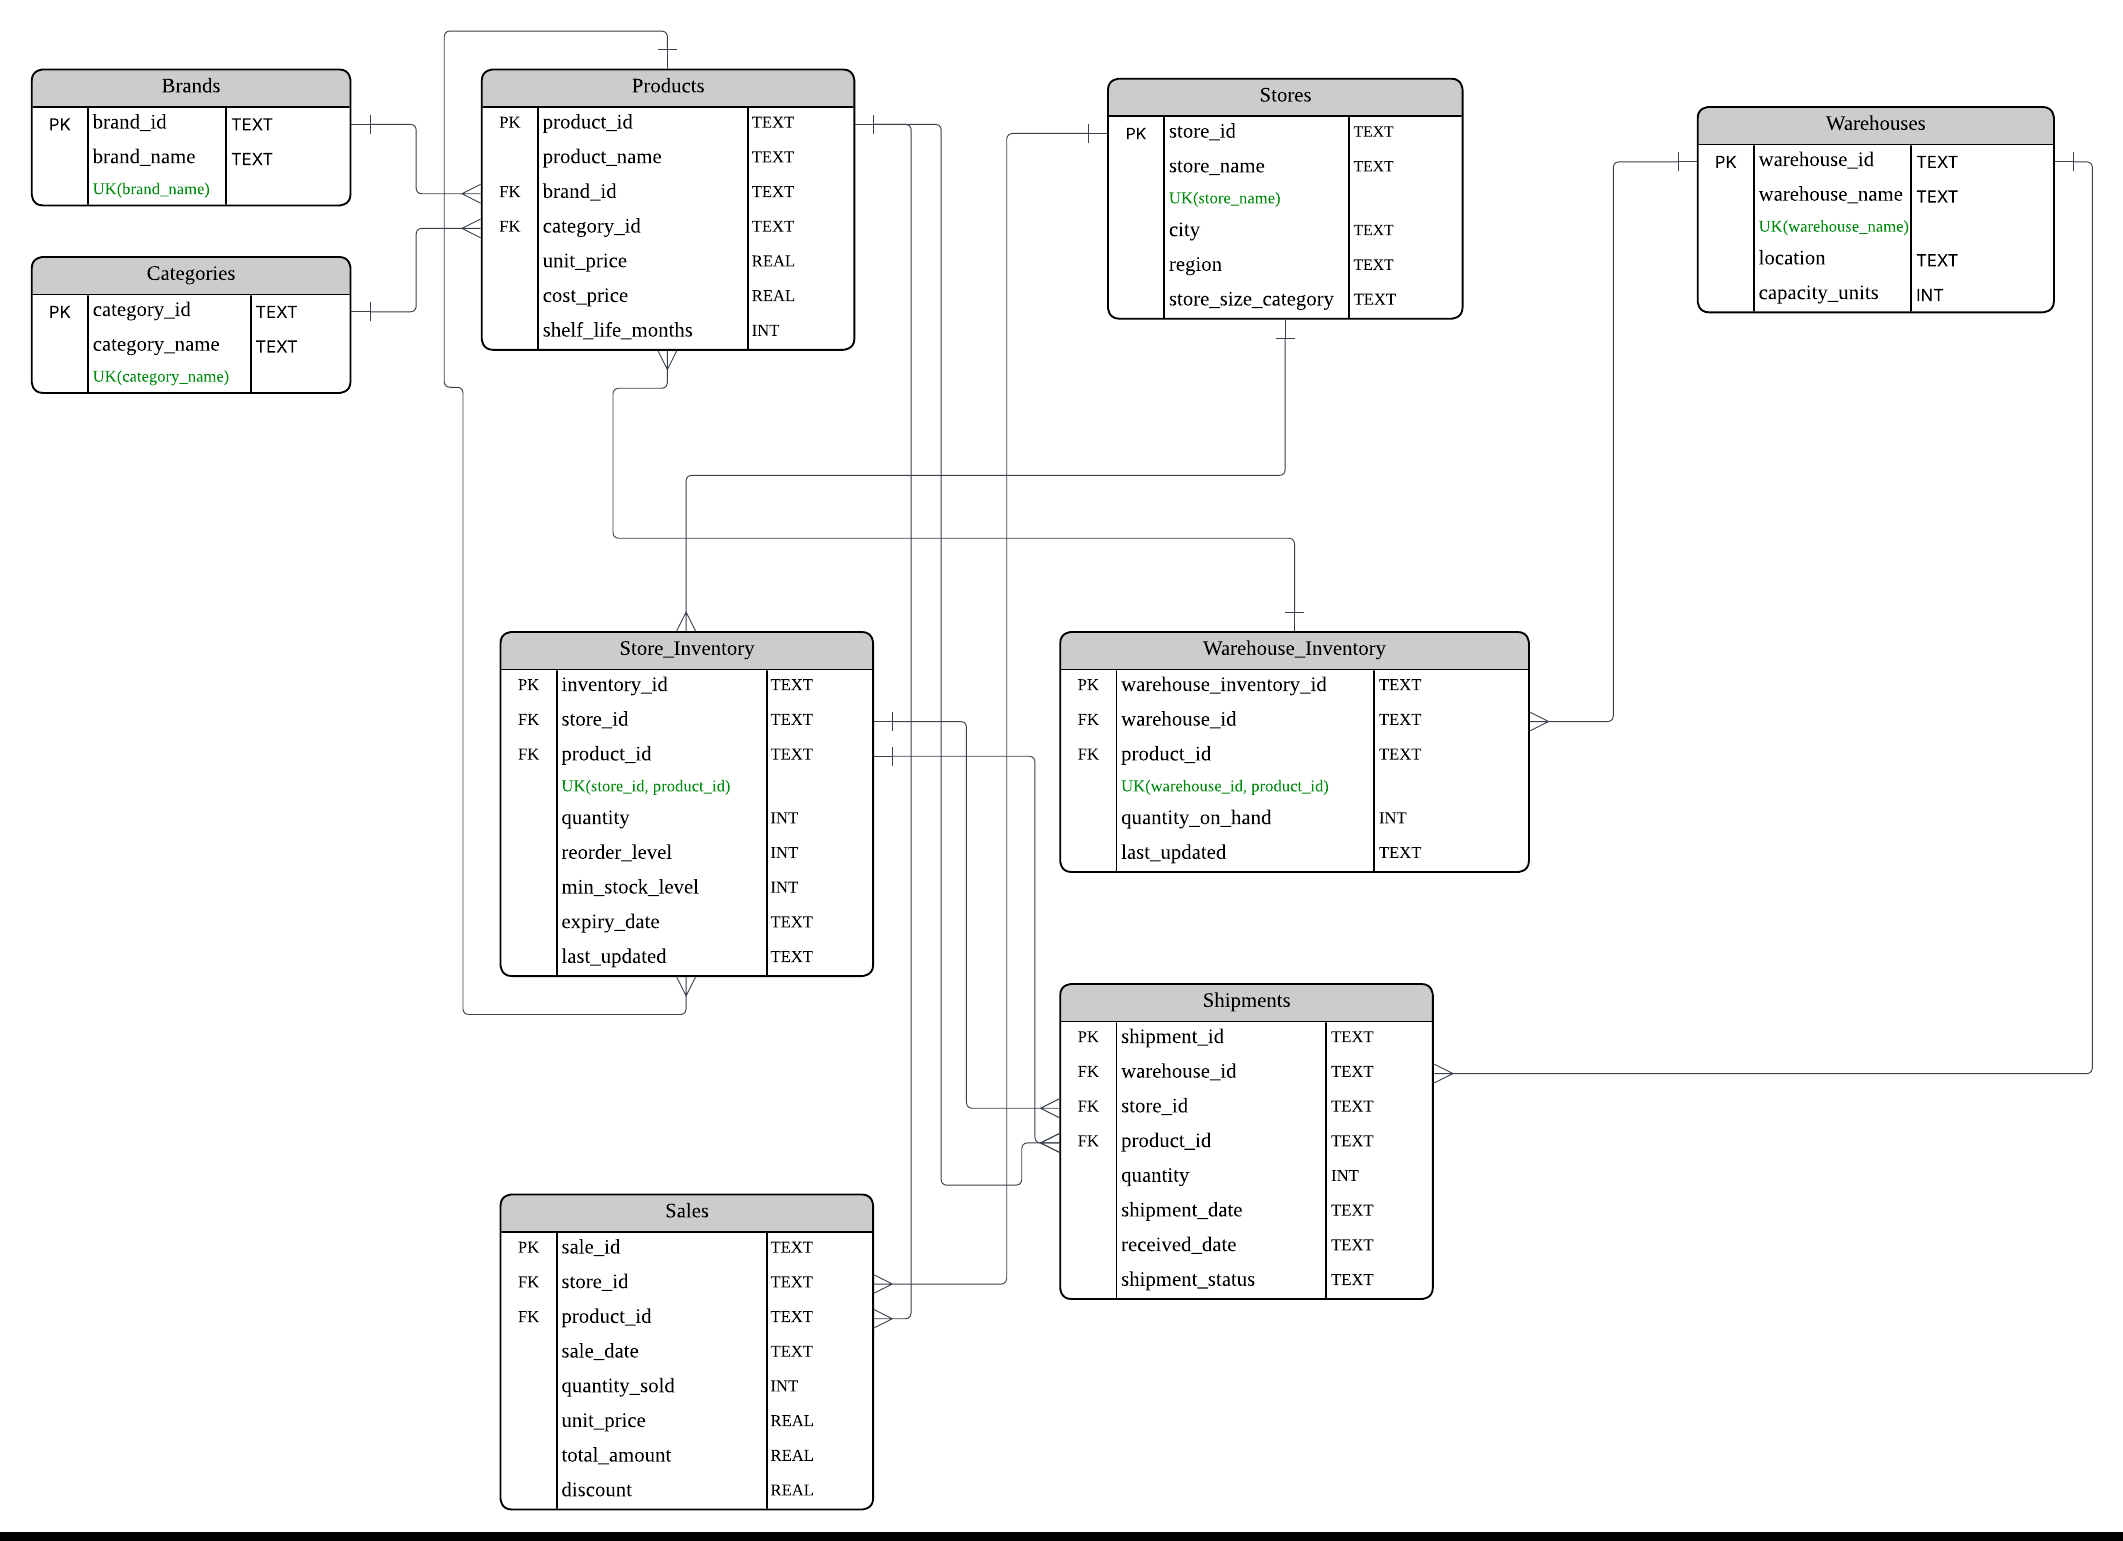 Brands
PK brand_id TEXT
brand_name TEXT
UK(brand_name)
Categories
PK category_id TEXT
category_name TEXT
UK(category_name)
Products
PK product_id TEXT
product_name TEXT
FK brand_id TEXT
FK category_id TEXT
unit_price REAL
cost_price REAL
shelf_life_months INT
Stores
PK store_id TEXT
store_name TEXT
UK(store_name)
city TEXT
region TEXT
store_size_category TEXT
Warehouses
PK warehouse_id TEXT
warehouse_name TEXT
UK(warehouse_name)
location TEXT
capacity_units INT
Store_Inventory
PK inventory_id TEXT
FK store_id TEXT
FK product_id TEXT
UK(store_id, product_id)
quantity INT
reorder_level INT
min_stock_level INT
expiry_date TEXT
last_updated TEXT
Warehouse_Inventory
PK warehouse_inventory_id TEXT
FK warehouse_id TEXT
FK product_id TEXT
UK(warehouse_id, product_id)
quantity_on_hand INT
last_updated TEXT
Shipments
PK shipment_id TEXT
FK warehouse_id TEXT
FK store_id TEXT
FK product_id TEXT
quantity INT
shipment_date TEXT
received_date TEXT
shipment_status TEXT
Sales
PK sale_id TEXT
FK store_id TEXT
FK product_id TEXT
sale_date TEXT
quantity_sold INT
unit_price REAL
total_amount REAL
discount REAL